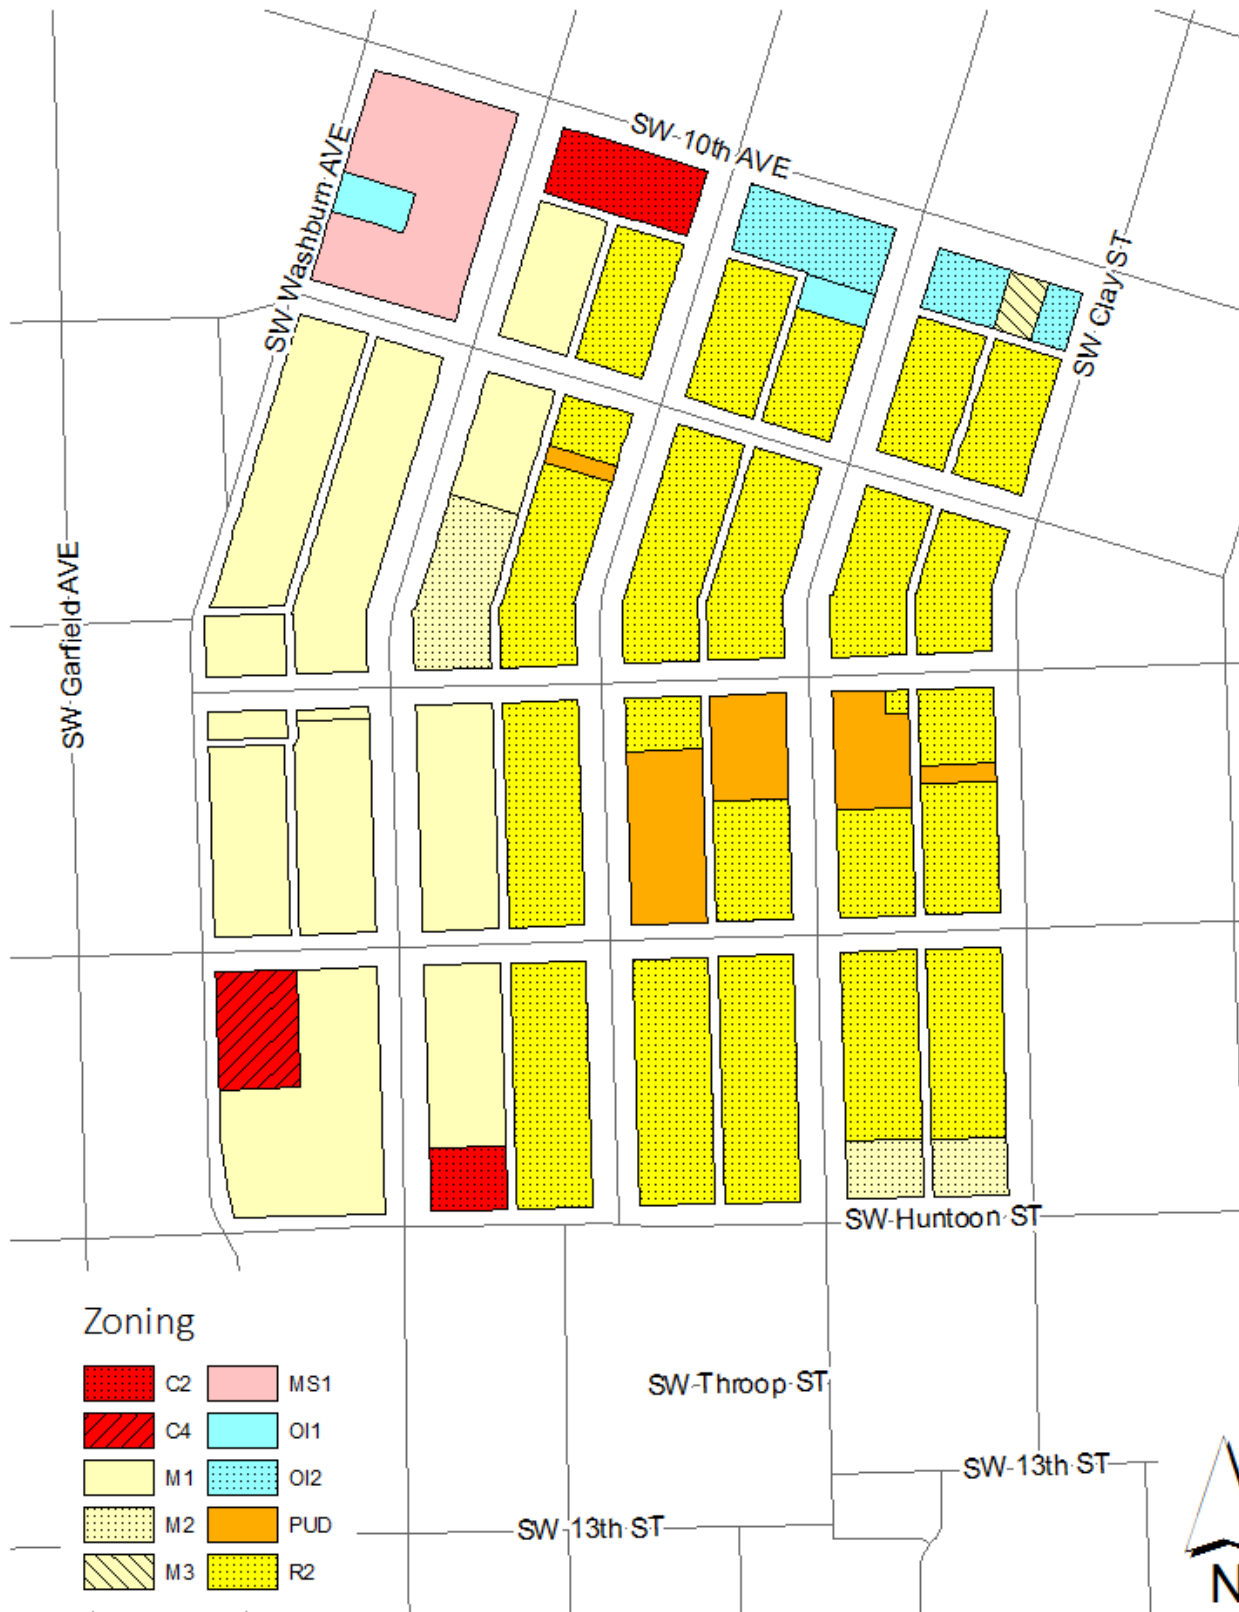 SW 10th AVE
SW Washburn AVE
SW Clay ST
SW Garfield AVE
SW Huntoon ST
SW Throop ST
SW 13th ST
SW 13th ST
Zoning
C2
MS1
C4
OI1
M1
OI2
M2
PUD
M3
R2
N